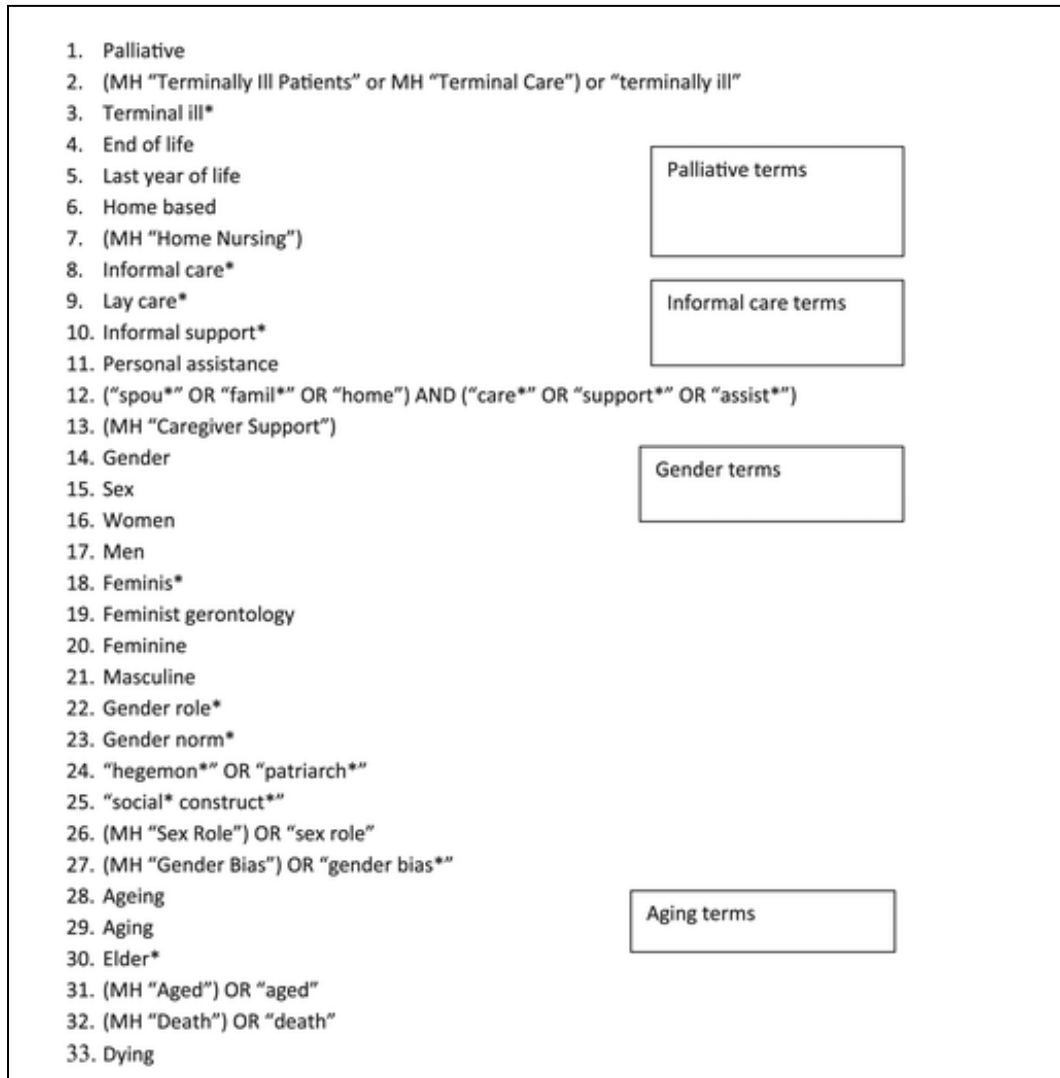 1. Palliative
2. (MH “Terminally Ill Patients” or MH “Terminal Care”) or “terminally ill”
3. Terminal ill*
4. End of life
5. Last year of life
6. Home based
7. (MH “Home Nursing”)
8. Informal care*
9. Lay care*
10. Informal support*
11. Personal assistance
12. (“spou*” OR “famil*” OR “home”) AND (“care*” OR “support*” OR “assist*”)
13. (MH “Caregiver Support”)
14. Gender
15. Sex
16. Women
17. Men
18. Feminis*
19. Feminist gerontology
20. Feminine
21. Masculine
22. Gender role*
23. Gender norm*
24. “hegemon*” OR “patriarch*”
25. “social* construct*”
26. (MH “Sex Role”) OR “sex role”
27. (MH “Gender Bias”) OR “gender bias*”
28. Ageing
29. Aging
30. Elder*
31. (MH “Aged”) OR “aged”
32. (MH “Death”) OR “death”
33. Dying
Palliative terms
Informal care terms
Gender terms
Aging terms